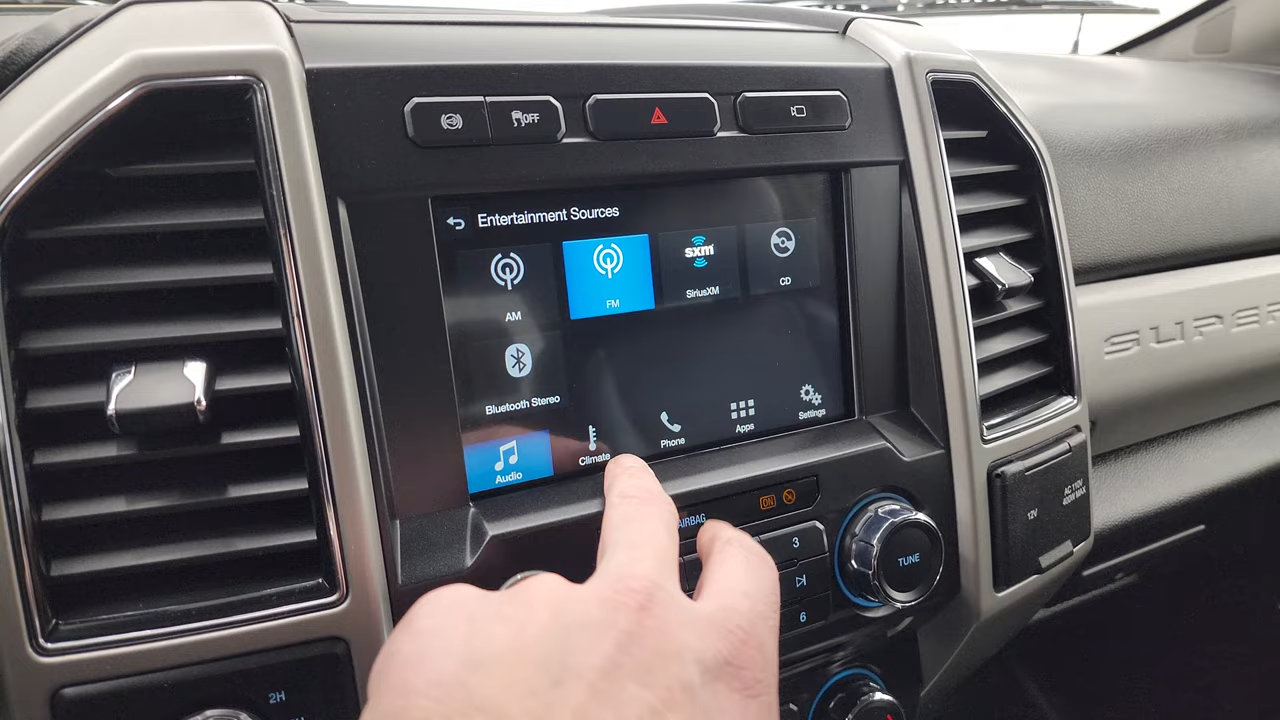 OFF
Entertainment Sources
AM
FM
sxm
SiriusXM
CD
Bluetooth Stereo
Audio
Climate
Phone
Apps
Settings
SUPER
AIRBAG
ON
3
6
TUNE
12V
AC 110V
400W MAX
2H